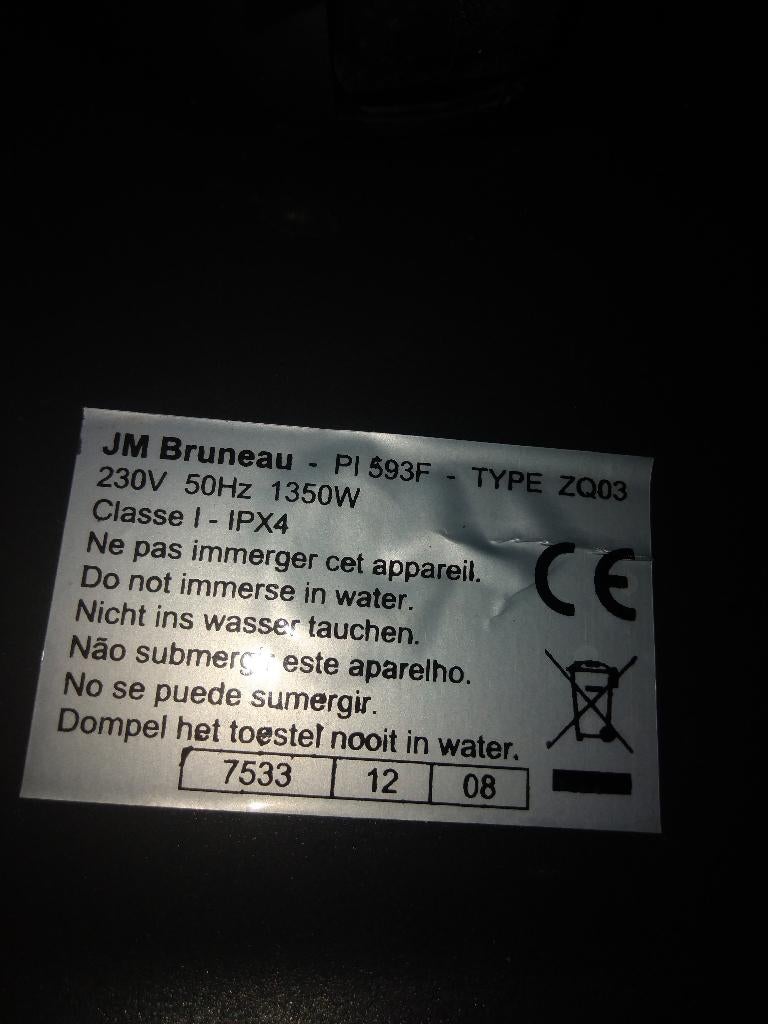 JM Bruneau - PI 593F - TYPE ZQ03
230V 50Hz 1350W
Classe I - IPX4
Ne pas immerger cet appareil.
Do not immerse in water.
Nicht ins wasser tauchen.
Não submergir este aparelho.
No se puede sumergir.
Dompel het toestel nooit in water.
7533 12 08
CE